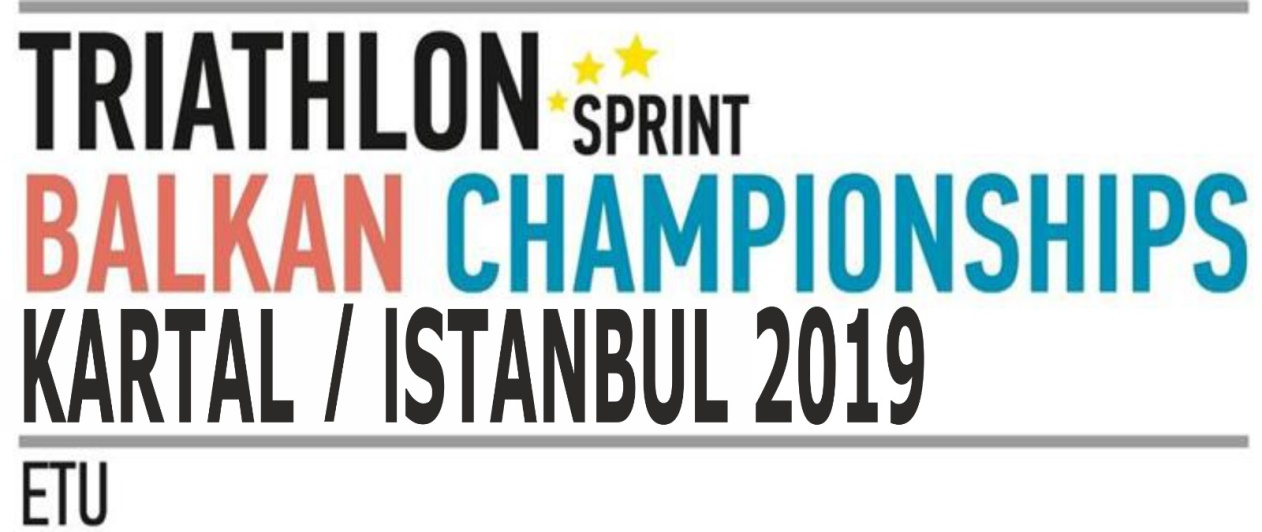 TRIATHLON SPRINT
BALKAN CHAMPIONSHIPS
KARTAL / ISTANBUL 2019
ETU